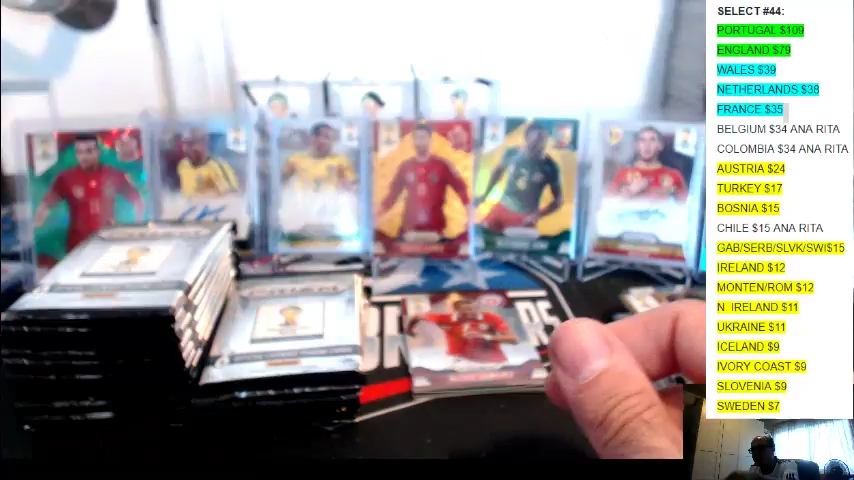 SELECT #44:
PORTUGAL $109
ENGLAND $79
WALES $39
NETHERLANDS $38
FRANCE $35
BELGIUM $34 ANA RITA
COLOMBIA $34 ANA RITA
AUSTRIA $24
TURKEY $17
BOSNIA $15
CHILE $15 ANA RITA
GAB/SERB/SLVK/SWI$15
IRELAND $12
MONTEN/ROM $12
N IRELAND $11
UKRAINE $11
ICELAND $9
IVORY COAST $9
SLOVENIA $9
SWEDEN $7